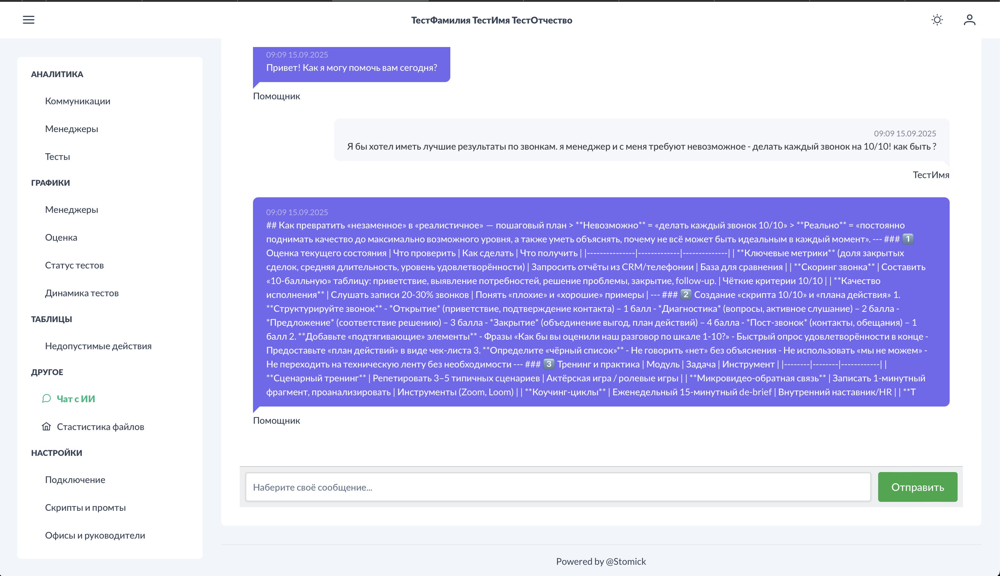 ТестФамилия ТестИмя ТестОтчество
АНАЛИТИКА
Коммуникации
Менеджеры
Тесты
ГРАФИКИ
Менеджеры
Оценка
Статус тестов
Динамика тестов
ТАБЛИЦЫ
Недопустимые действия
ДРУГОЕ
Чат с ИИ
Стастистика файлов
НАСТРОЙКИ
Подключение
Скрипты и промты
Офисы и руководители
09:09 15.09.2025
Привет! Как я могу помочь вам сегодня?
Помощник
09:09 15.09.2025
Я бы хотел иметь лучшие результаты по звонкам. я менеджер и с меня требуют невозможное - делать каждый звонок на 10/10! как быть ?
ТестИмя
09:09 15.09.2025
## Как превратить «незаменное» в «реалистичное» — пошаговый план > **Невозможно** = «делать каждый звонок 10/10» > **Реально** = «постоянно
поднимать качество до максимально возможного уровня, а также уметь объяснять, почему не всё может быть идеальным в каждый момент». --- ### 1️⃣
Оценка текущего состояния | Что проверить | Как сделать | Что получить | |---------------|-------------|--------------| | **Ключевые метрики** (доля закрытых
сделок, средняя длительность, уровень удовлетворённости) | Запросить отчёты из CRM/телефонии | База для сравнения | | **Скоринг звонка** | Составить
«10-балльную» таблицу: приветствие, выявление потребностей, решение проблемы, закрытие, follow-up. | Чёткие критерии 10/10 | | **Качество
исполнения** | Слушать записи 20-30% звонков | Понять «плохие» и «хорошие» примеры | --- ### 2️⃣ Создание «скрипта 10/10» и «плана действия» 1.
**Структурируйте звонок** - *Открытие* (приветствие, подтверждение контакта) – 1 балл - *Диагностика* (вопросы, активное слушание) – 2 балла -
*Предложение* (соответствие решению) – 3 балла - *Закрытие* (объединение выгод, план действий) – 4 балла - *Пост-звонок* (контакты, обещания) – 1
балл 2. **Добавьте «подтягивающие» элементы** - Фразы «Как бы вы оценили наш разговор по шкале 1-10?» - Быстрый опрос удовлетворённости в конце -
Предоставьте «план действий» в виде чек-листа 3. **Определите «чёрный список»** - Не говорить «нет» без объяснения - Не использовать «мы не можем» -
Не переходить на техническую ленту без необходимости --- ### 3️⃣ Тренинг и практика | Модуль | Задача | Инструмент | |--------|--------|------------| |
**Сценарный тренинг** | Репетировать 3–5 типичных сценариев | Актёрская игра / ролевые игры | | **Микровидео-обратная связь** | Записать 1-минутный
фрагмент, проанализировать | Инструменты (Zoom, Loom) | | **Коучинг-циклы** | Еженедельный 15-минутный de-brief | Внутренний наставник/HR | | **Т
Помощник
Наберите своё сообщение...
Отправить
Powered by @Stomick